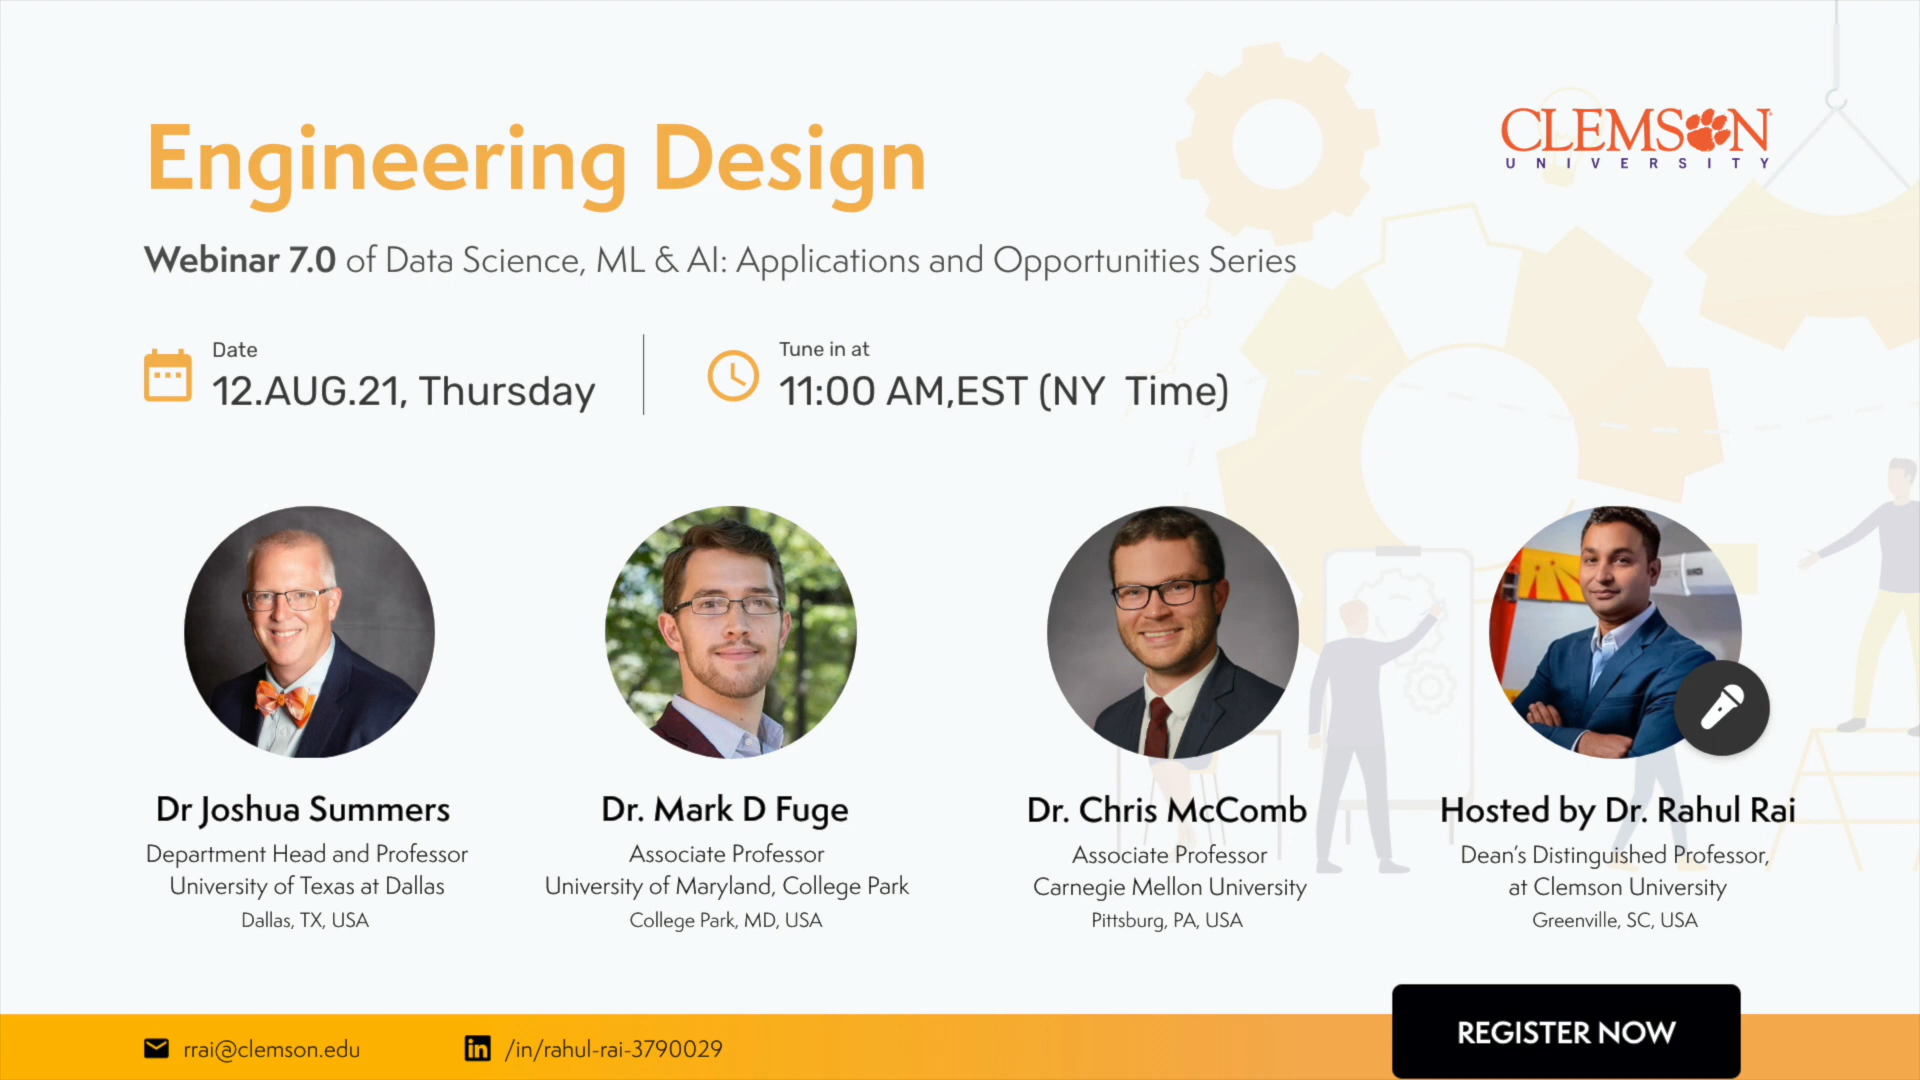 CLEMSON
UNIVERSITY
Engineering Design
Webinar 7.0 of Data Science, ML & AI: Applications and Opportunities Series
Date
12.AUG.21, Thursday
Tune in at
11:00 AM,EST (NY Time)
Dr Joshua Summers
Department Head and Professor
University of Texas at Dallas
Dallas, TX, USA
Dr. Mark D Fuge
Associate Professor
University of Maryland, College Park
College Park, MD, USA
Dr. Chris McComb
Associate Professor
Carnegie Mellon University
Pittsburg, PA, USA
Hosted by Dr. Rahul Rai
Dean's Distinguished Professor,
at Clemson University
Greenville, SC, USA
rrai@clemson.edu
in /in/rahul-rai-3790029
REGISTER NOW